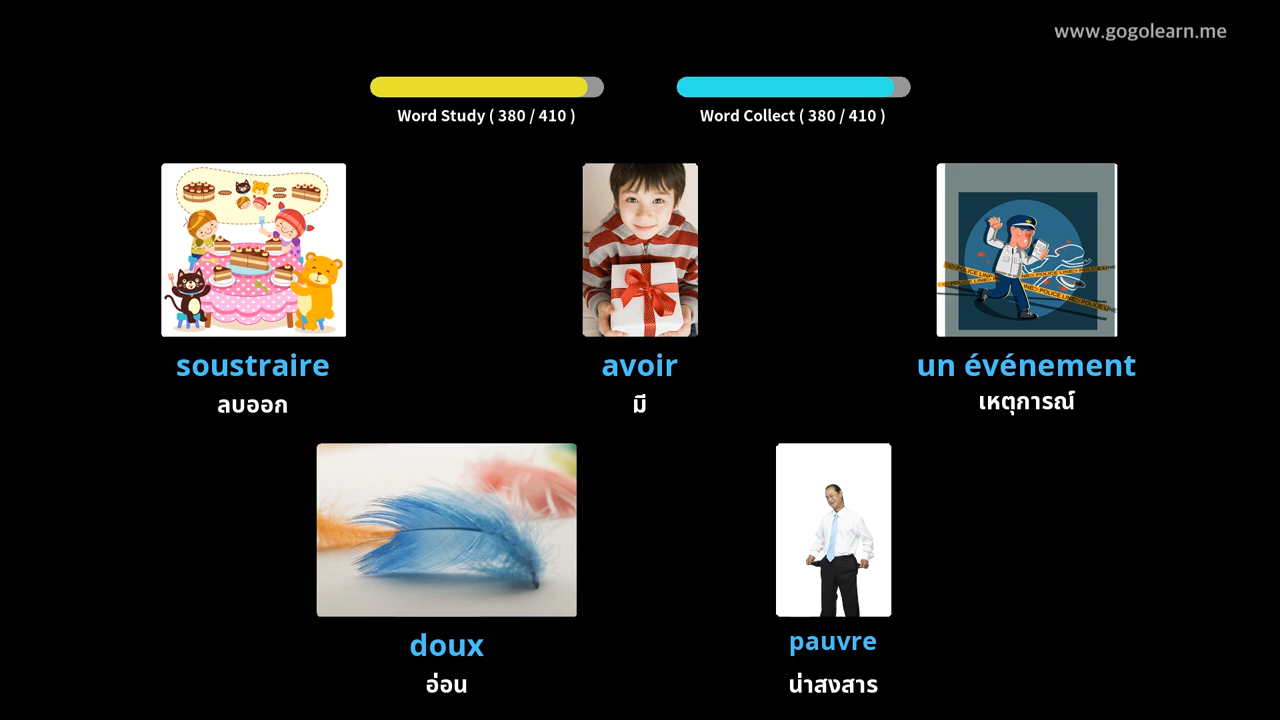 www.gogolearn.me
Word Study ( 380 / 410 )
Word Collect ( 380 / 410 )
soustraire
ลบออก
avoir
มี
un événement
เหตุการณ์
doux
อ่อน
pauvre
น่าสงสาร